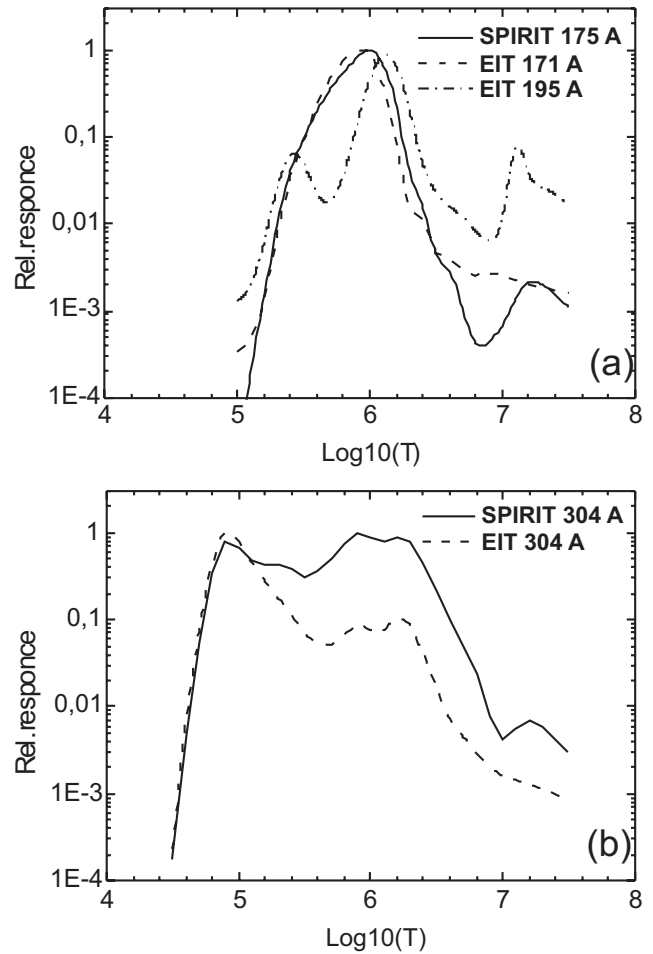 SPIRIT 175 A
EIT 171 A
EIT 195 A
1
0,1
0,01
1E-3
1E-4
Rel.responce
4 5 6 7 8
Log10(T)
(a)
SPIRIT 304 A
EIT 304 A
1
0,1
0,01
1E-3
1E-4
Rel.responce
4 5 6 7 8
Log10(T)
(b)